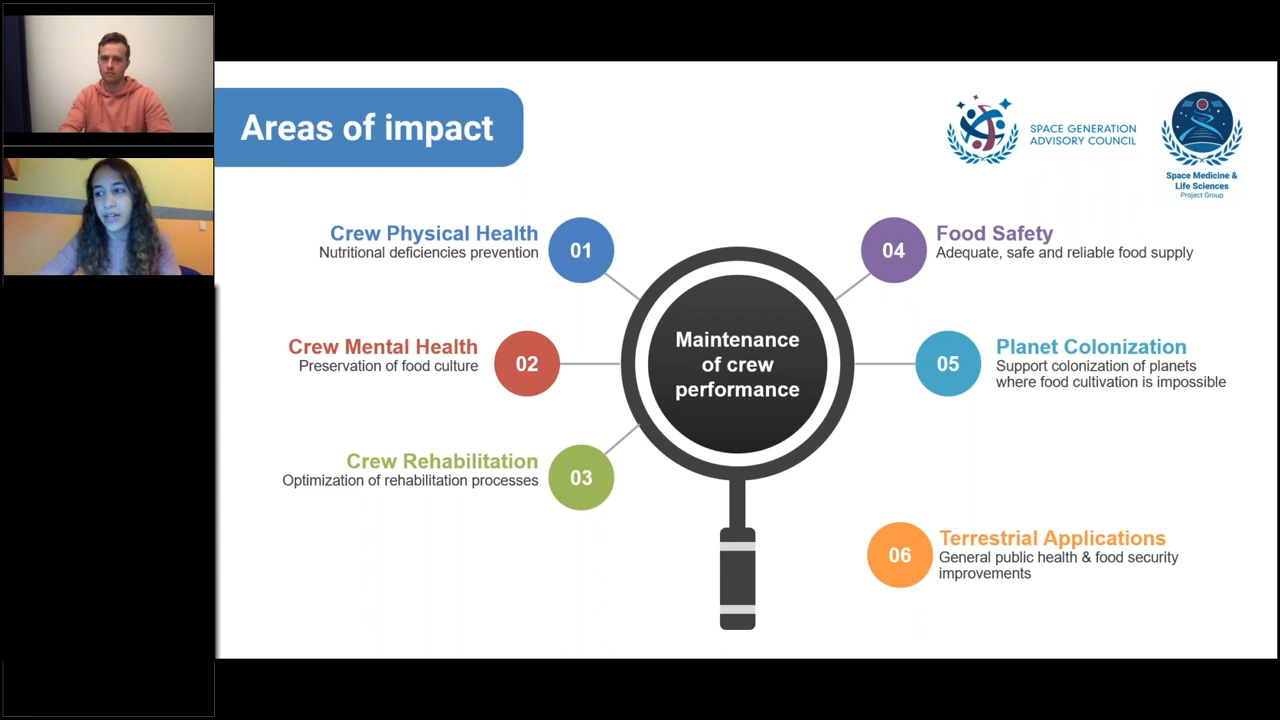 Areas of impact
SPACE GENERATION
ADVISORY COUNCIL
Space Medicine &
Life Sciences
Project Group
Crew Physical Health
Nutritional deficiencies prevention
01
Crew Mental Health
Preservation of food culture
02
Crew Rehabilitation
Optimization of rehabilitation processes
03
Maintenance
of crew
performance
04
Food Safety
Adequate, safe and reliable food supply
05
Planet Colonization
Support colonization of planets
where food cultivation is impossible
06
Terrestrial Applications
General public health & food security
improvements